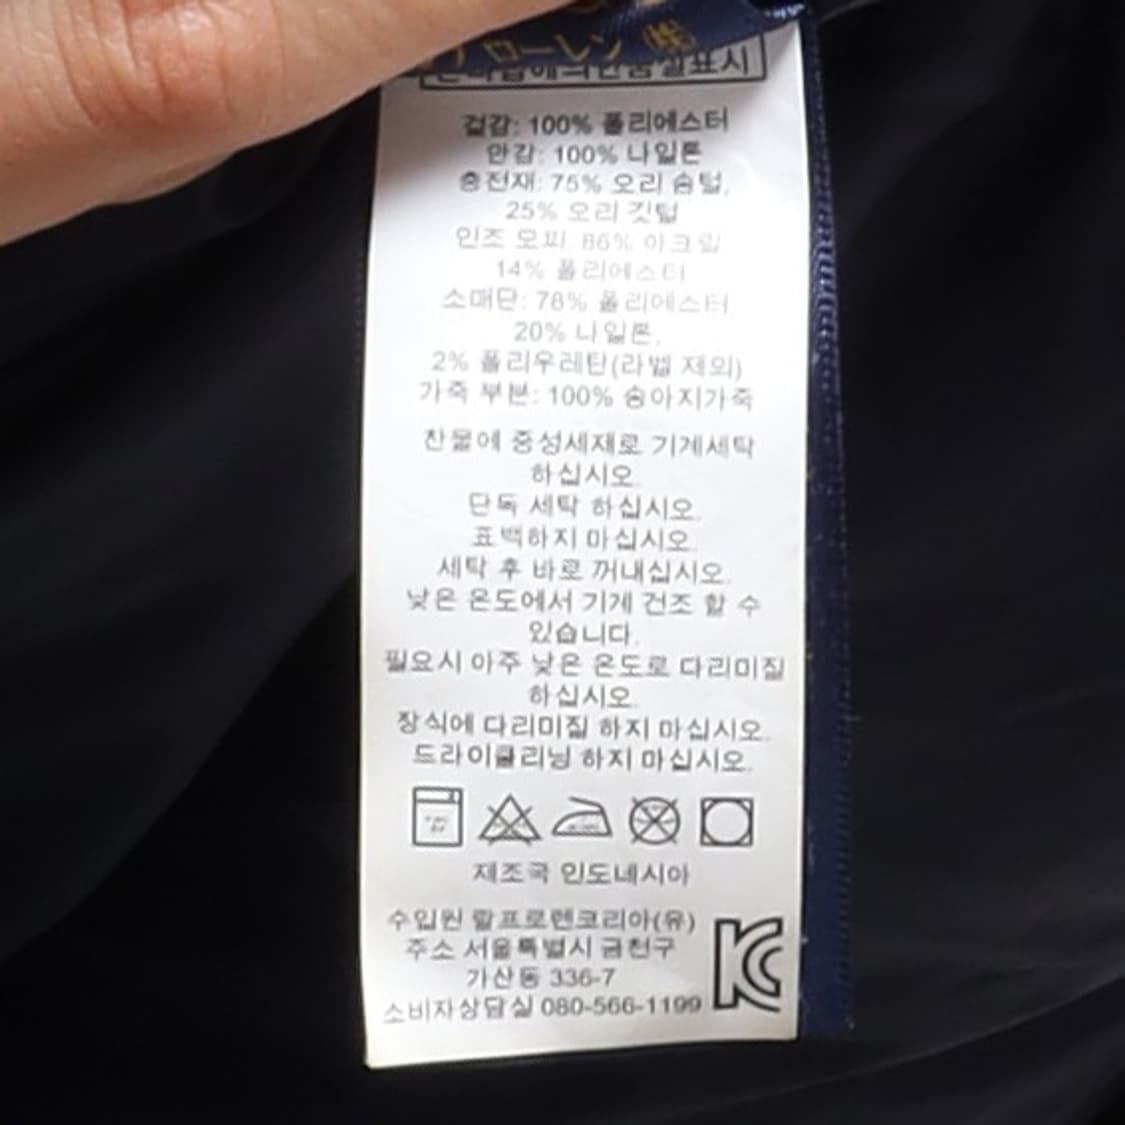 ローレン ㈱
겉감: 100% 폴리에스터
안감: 100% 나일론
충전재: 75% 오리 솜털,
25% 오리 깃털
인조 모피: 86% 아크릴
14% 폴리에스터
소매단: 78% 폴리에스터,
20% 나일론,
2% 폴리우레탄(라벨 제외)
가죽 부분: 100% 송아지가죽
찬물에 중성세재로 기계세탁
하십시오.
단독 세탁 하십시오.
표백하지 마십시오.
세탁 후 바로 꺼내십시오.
낮은 온도에서 기계 건조 할 수
있습니다.
필요시 아주 낮은 온도로 다리미질
하십시오.
장식에 다리미질 하지 마십시오.
드라이클리닝 하지 마십시오.
제조국 인도네시아
수입원 랄프로렌코리아(유)
주소 서울특별시 금천구
가산동 336-7
소비자상담실 080-566-1199
KC